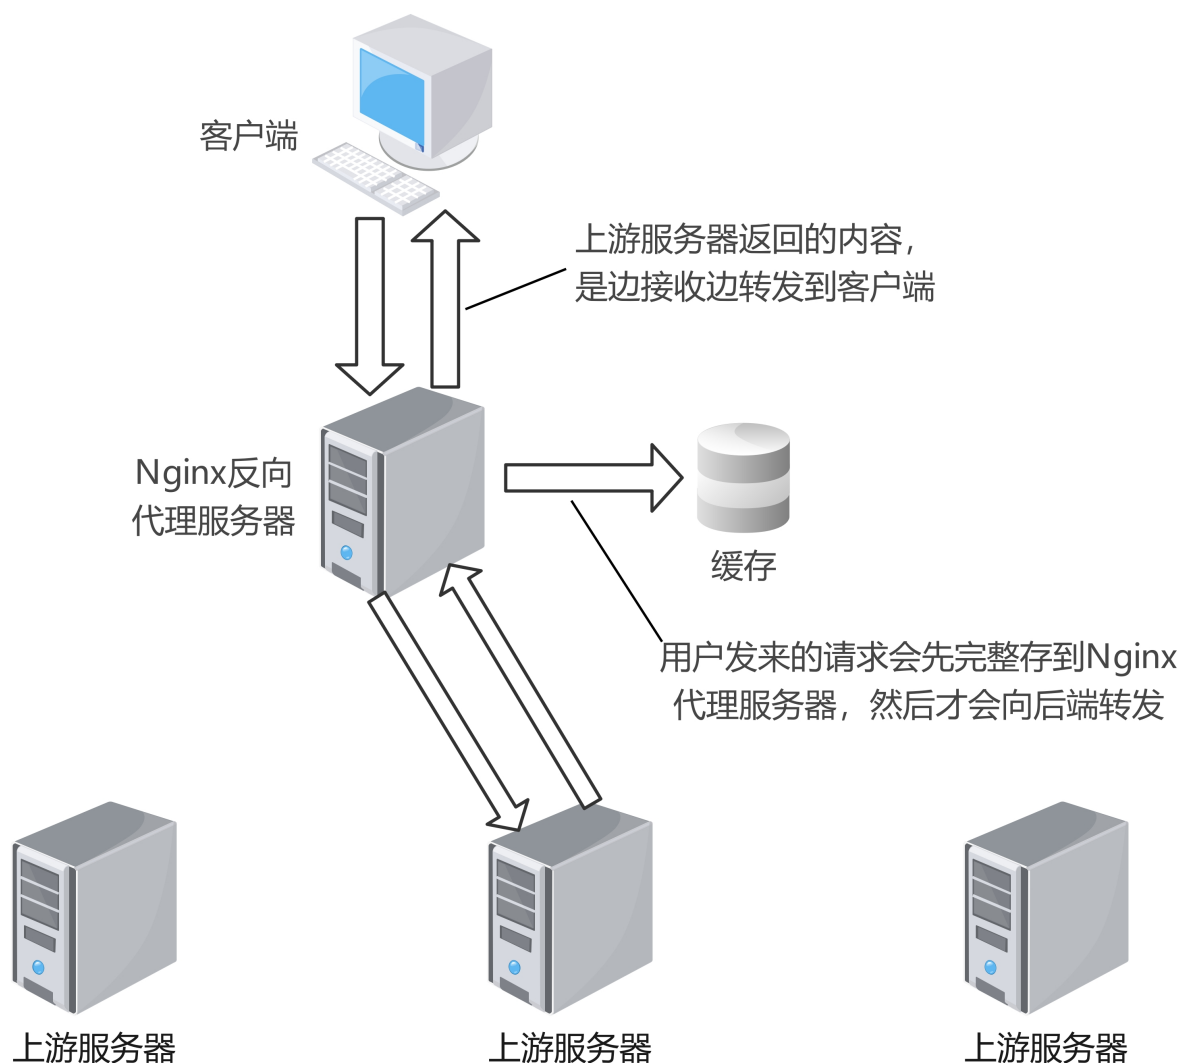 客户端
上游服务器返回的内容，
是边接收边转发到客户端
Nginx反向
代理服务器
缓存
用户发来的请求会先完整存到Nginx
代理服务器，然后才会向后端转发
上游服务器
上游服务器
上游服务器